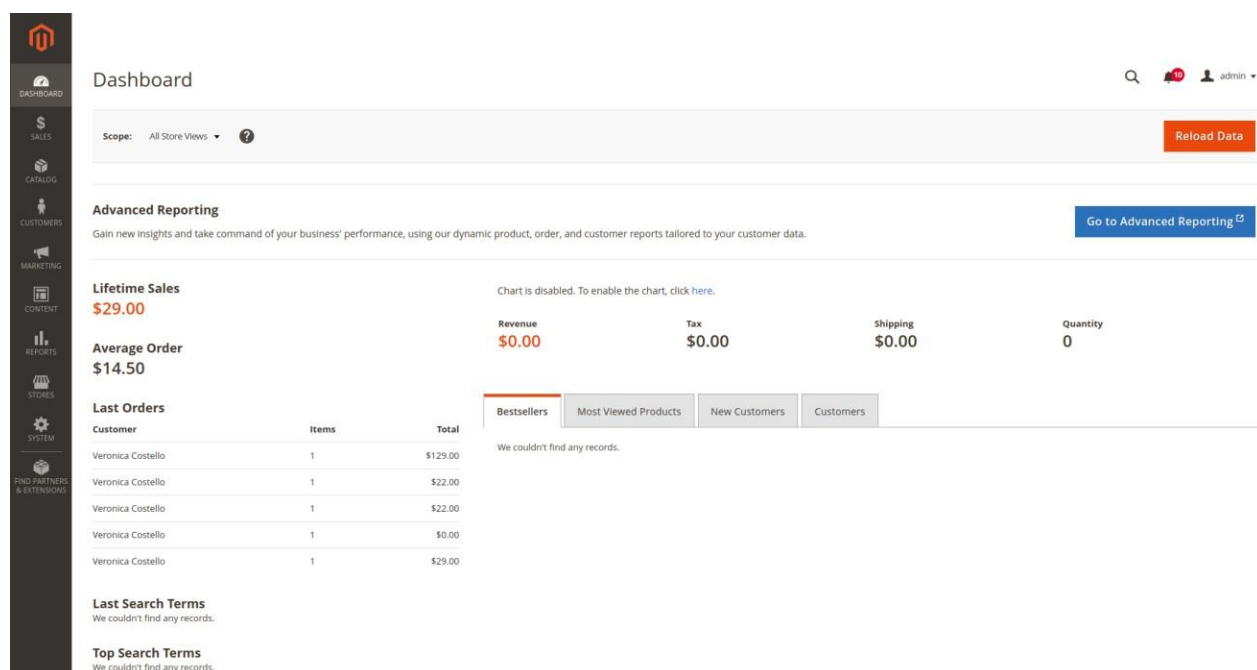 DASHBOARD
SALES
CATALOG
CUSTOMERS
MARKETING
CONTENT
REPORTS
STORES
SYSTEM
FIND PARTNERS
& EXTENSIONS
Dashboard
10
admin
Scope: All Store Views ?
Reload Data
Advanced Reporting
Gain new insights and take command of your business' performance, using our dynamic product, order, and customer reports tailored to your customer data.
Go to Advanced Reporting
Lifetime Sales
$29.00
Average Order
$14.50
Last Orders
Customer Items Total
Veronica Costello 1 $129.00
Veronica Costello 1 $22.00
Veronica Costello 1 $22.00
Veronica Costello 1 $0.00
Veronica Costello 1 $29.00
Last Search Terms
We couldn't find any records.
Top Search Terms
We couldn't find any records.
Chart is disabled. To enable the chart, click here.
Revenue Tax Shipping Quantity
$0.00 $0.00 $0.00 0
Bestsellers Most Viewed Products New Customers Customers
We couldn't find any records.